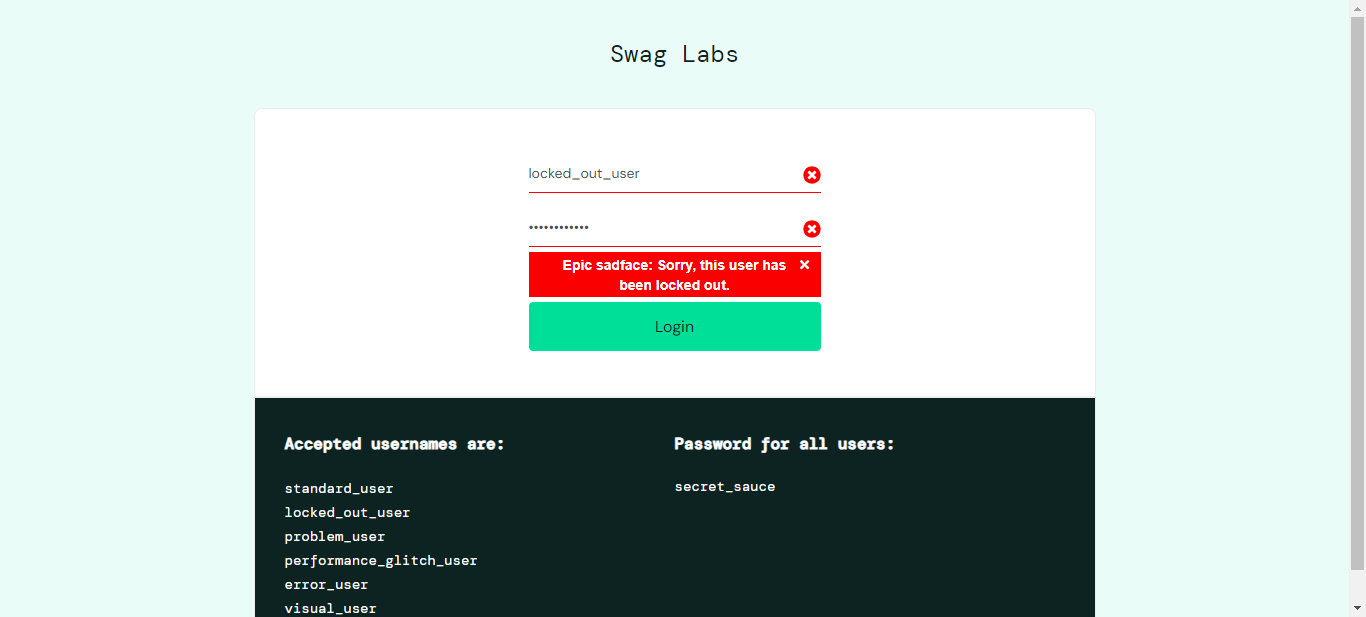 Swag Labs
locked_out_user
••••••••••••
Epic sadface: Sorry, this user has
been locked out.
Login
Accepted usernames are:
standard_user
locked_out_user
problem_user
performance_glitch_user
error_user
visual_user
Password for all users:
secret_sauce